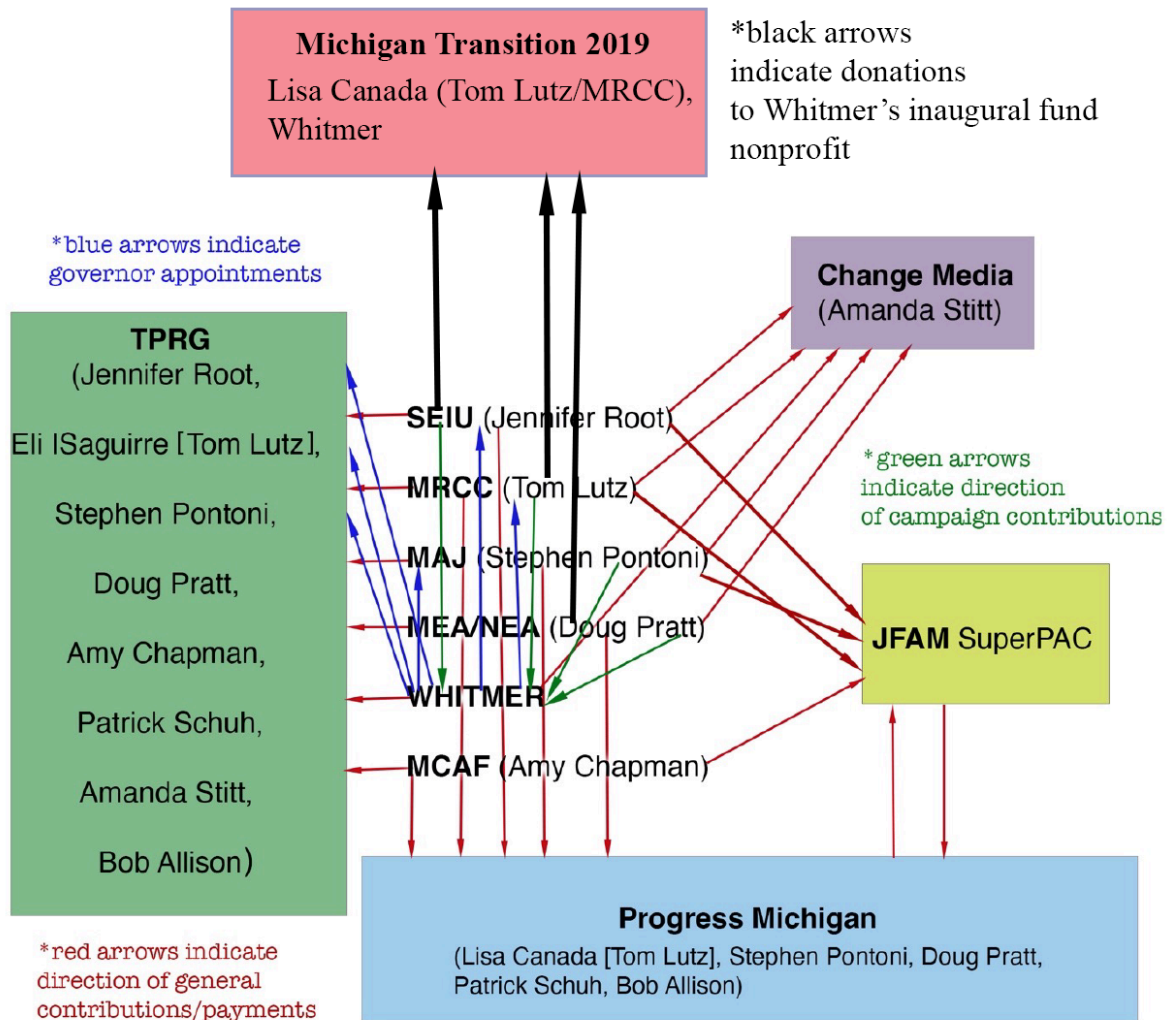 Michigan Transition 2019
Lisa Canada (Tom Lutz/MRCC),
Whitmer
*black arrows
indicate donations
to Whitmer’s inaugural fund
nonprofit
*blue arrows indicate
governor appointments
Change Media
(Amanda Stitt)
TPRG
(Jennifer Root,
Eli ISaguirre [Tom Lutz],
Stephen Pontoni,
Doug Pratt,
Amy Chapman,
Patrick Schuh,
Amanda Stitt,
Bob Allison)
SEIU (Jennifer Root)
MRCC (Tom Lutz)
MAJ (Stephen Pontoni)
MEA/NEA (Doug Pratt)
WHITMER
MCAF (Amy Chapman)
*green arrows
indicate direction
of campaign contributions
JFAM SuperPAC
*red arrows indicate
direction of general
contributions/payments
Progress Michigan
(Lisa Canada [Tom Lutz], Stephen Pontoni, Doug Pratt,
Patrick Schuh, Bob Allison)